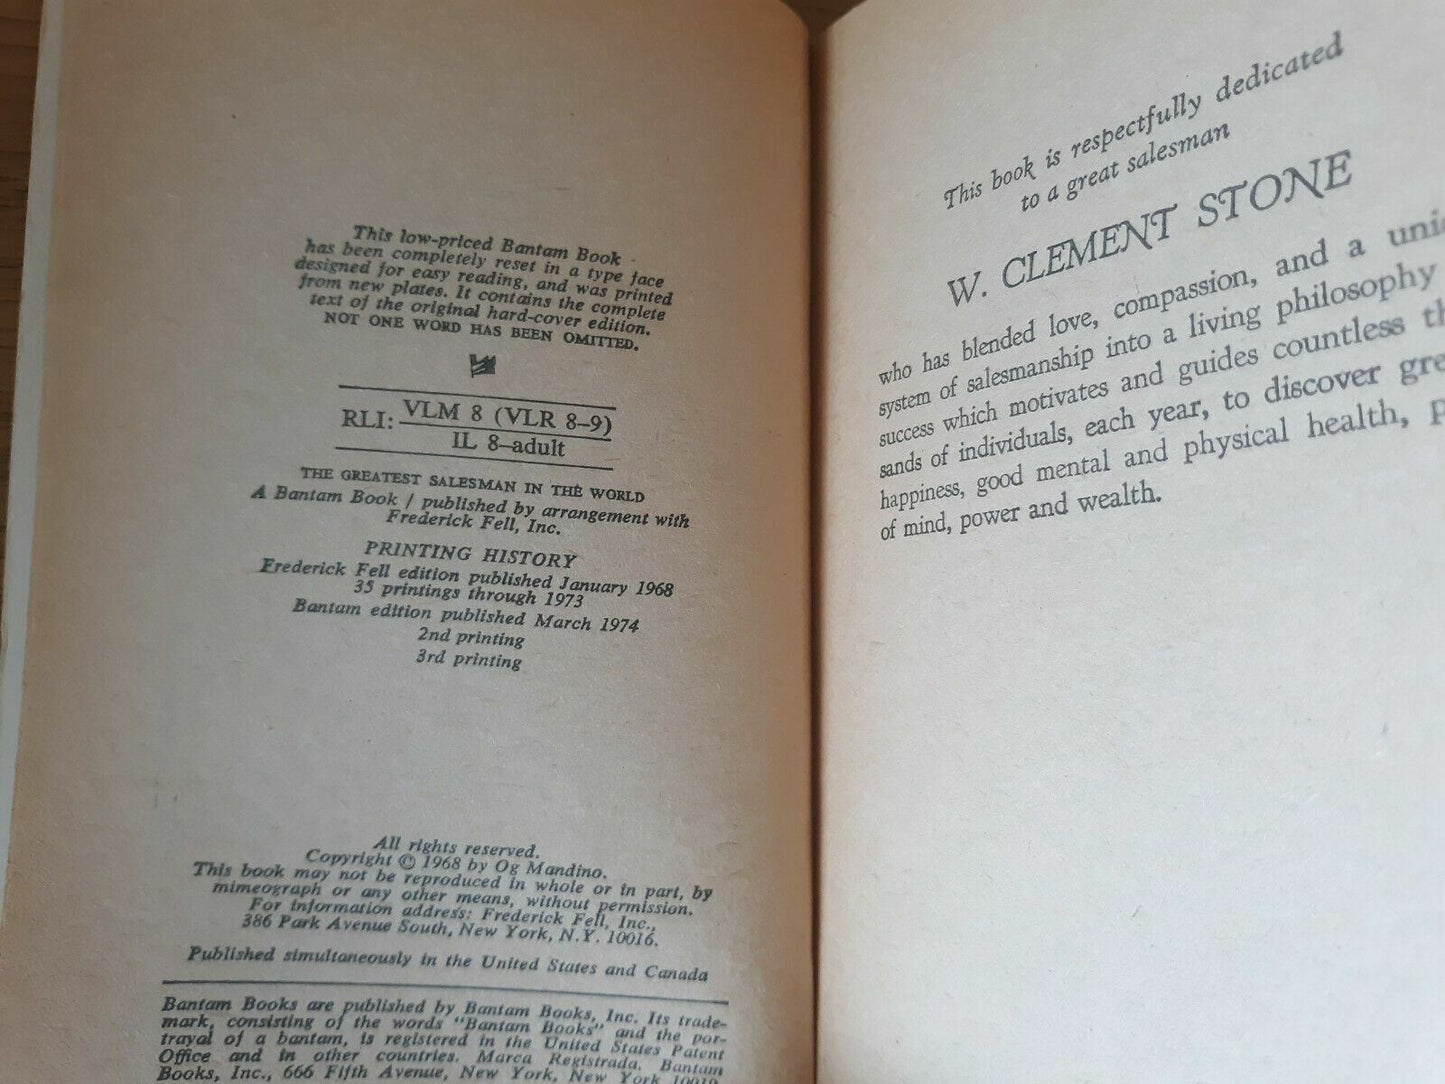 This low-priced Bantam Book
has been completely reset in a type face
designed for easy reading, and was printed
from new plates. It contains the complete
text of the original hard-cover edition.
NOT ONE WORD HAS BEEN OMITTED.
RLI: VLM 8 (VLR 8–9)
IL 8–adult
THE GREATEST SALESMAN IN THE WORLD
A Bantam Book / published by arrangement with
Frederick Fell, Inc.
PRINTING HISTORY
Frederick Fell edition published January 1968
35 printings through 1973
Bantam edition published March 1974
2nd printing
3rd printing
All rights reserved.
Copyright © 1968 by Og Mandino.
This book may not be reproduced in whole or in part, by
mimeograph or any other means, without permission.
For information address: Frederick Fell, Inc.,
386 Park Avenue South, New York, N.Y. 10016.
Published simultaneously in the United States and Canada
Bantam Books are published by Bantam Books, Inc. Its trade-
mark, consisting of the words "Bantam Books" and the por-
trayal of a bantam, is registered in the United States Patent
Office and in other countries. Marca Registrada. Bantam
Books, Inc., 666 Fifth Avenue, New York, New York
This book is respectfully dedicated
to a great salesman
W. CLEMENT STONE
who has blended love, compassion, and a
system of salesmanship into a living philosophy
success which motivates and guides countless
sands of individuals, each year, to discover
happiness, good mental and physical health,
of mind, power and wealth.